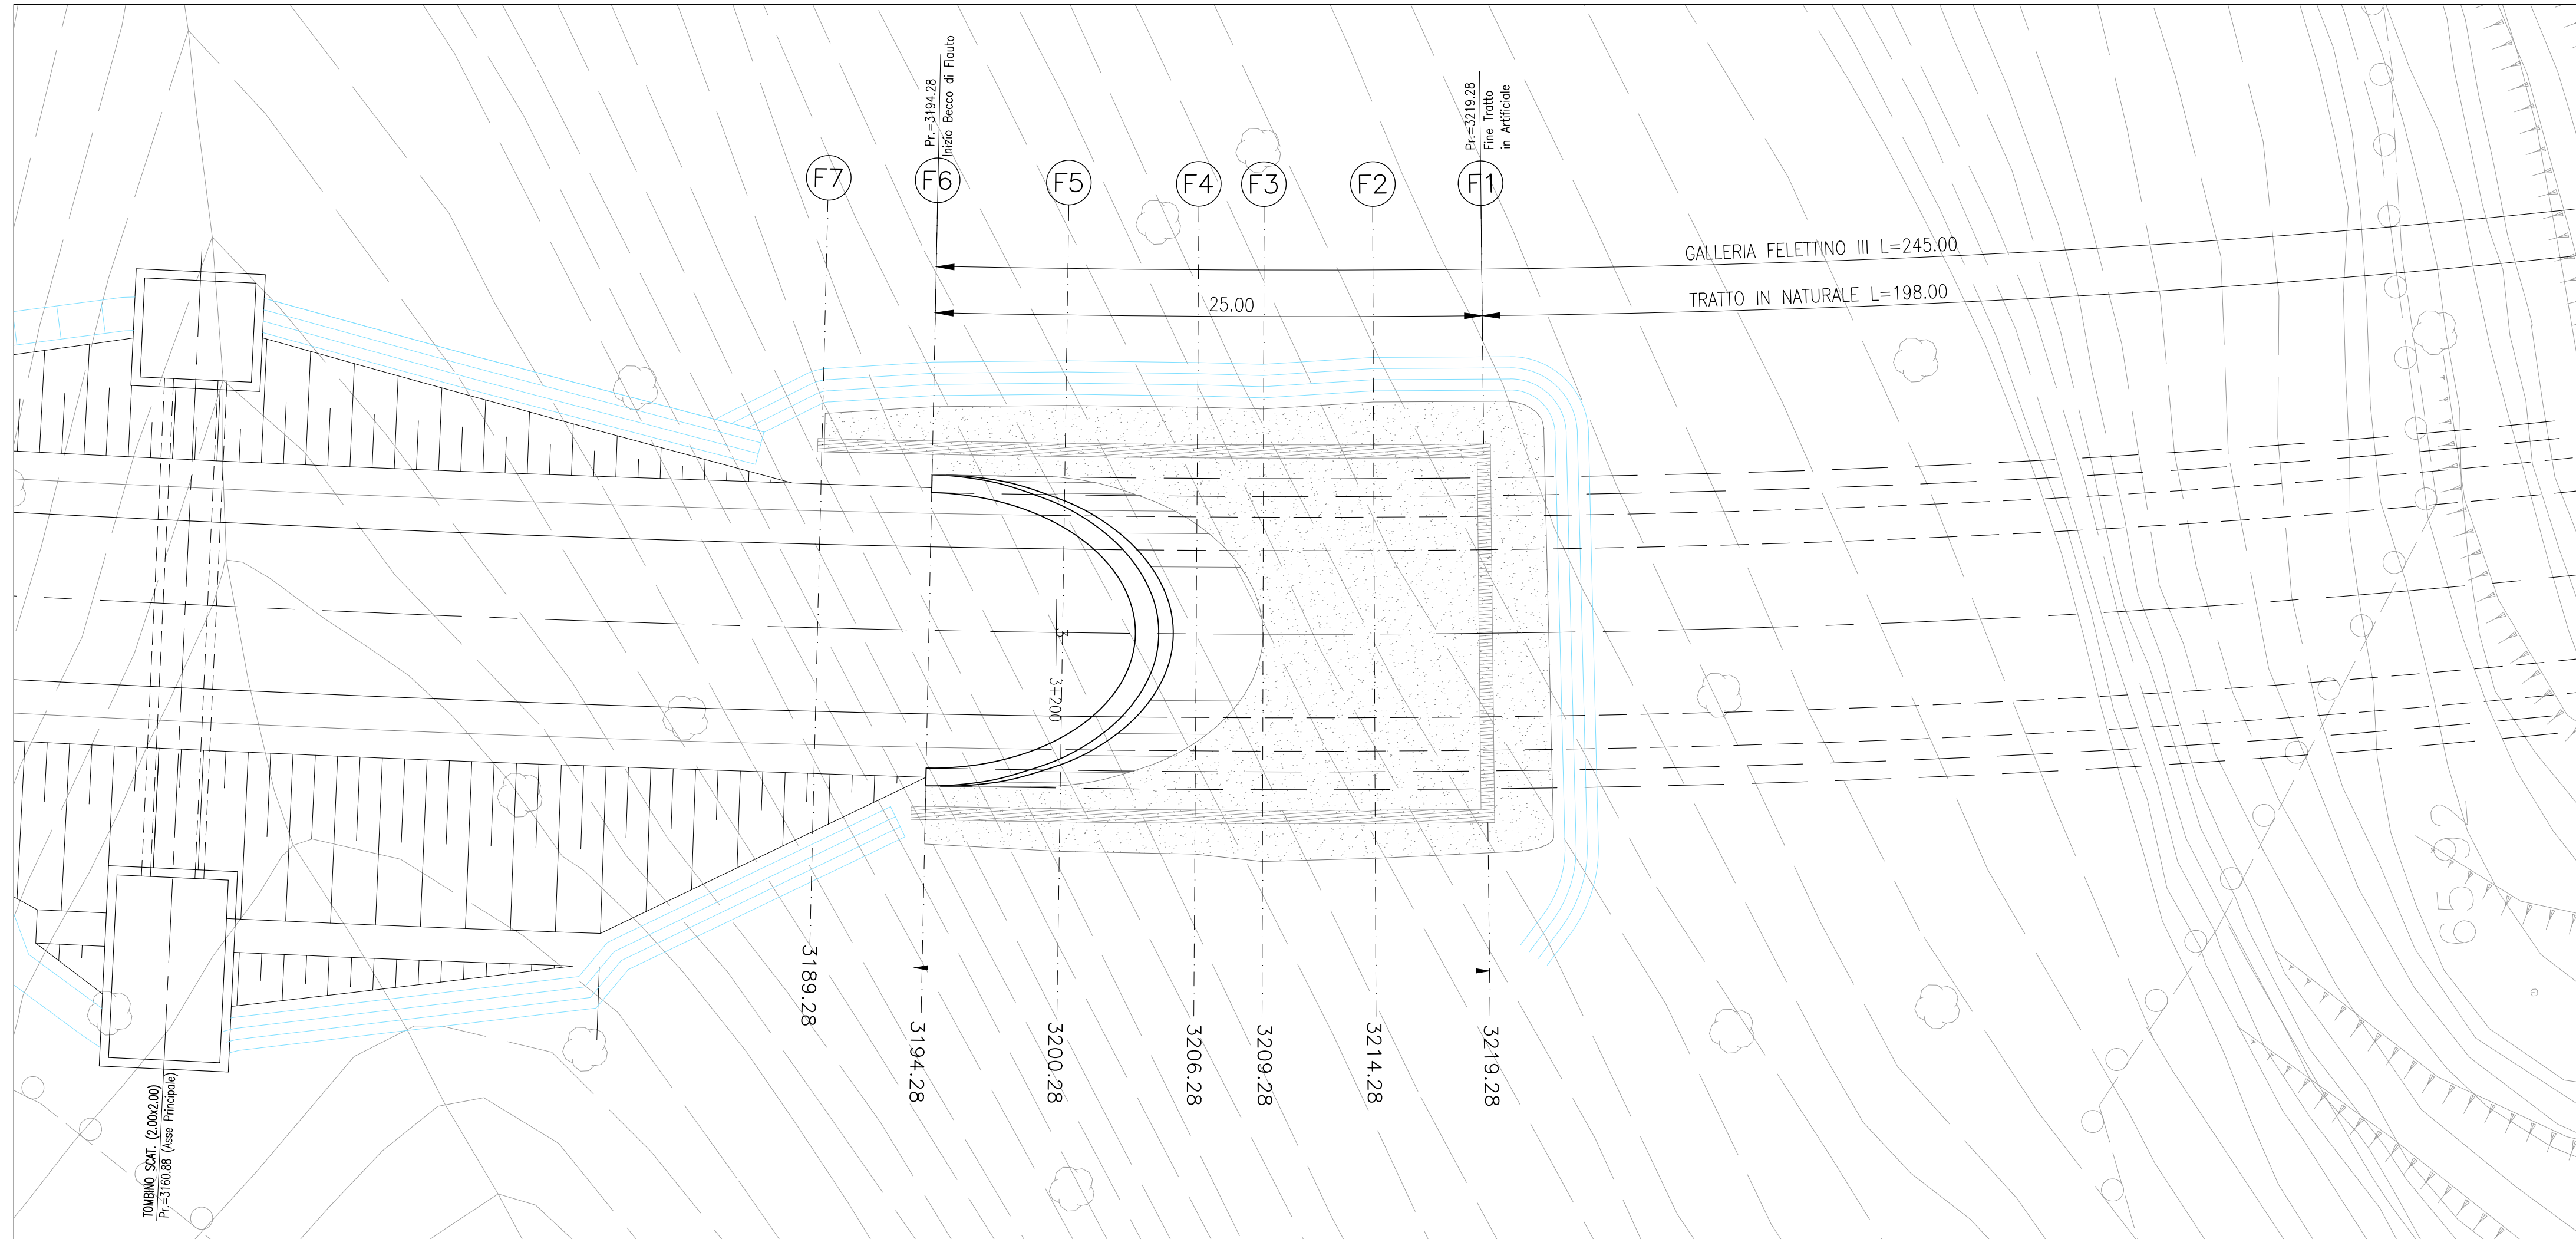 Pr.=3194.28
Inizio Becco di Flauto
Pr.=3219.28
Fine Tratto
in Artificiale
F7
F6
F5
F4
F3
F2
F1
GALLERIA FELETTINO III L=245.00
TRATTO IN NATURALE L=198.00
25.00
3
3+200
692
3189.28
3194.28
3200.28
3206.28
3209.28
3214.28
3219.28
TOMBINO SCAT. (2.00x2.00)
Pr.=3160.88 (Asse Principale)